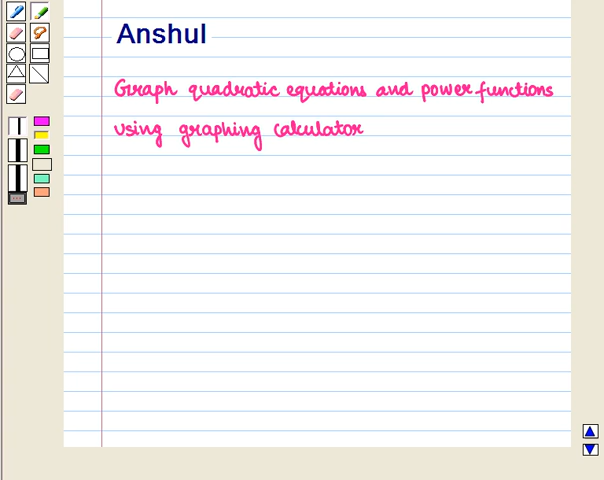 Anshul
Graph quadratic equations and power functions
using graphing calculator